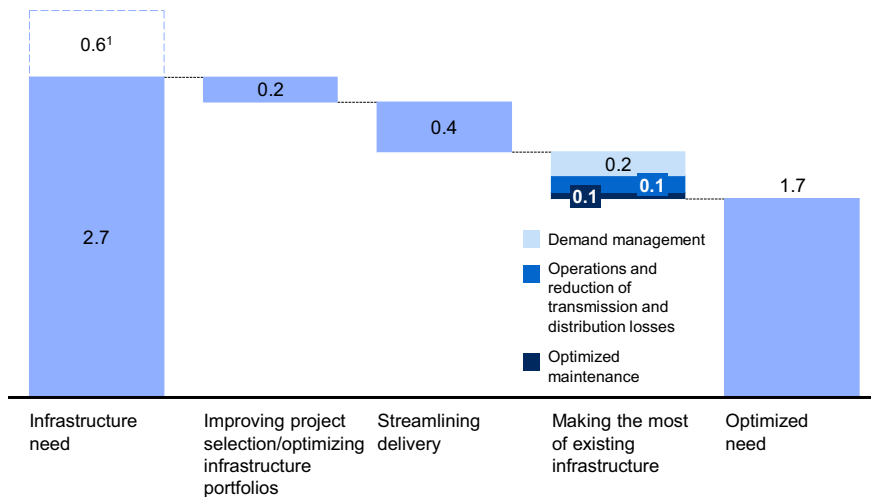 0.6¹
0.2
0.4
0.2
0.1
0.1
1.7
2.7
Demand management
Operations and
reduction of
transmission and
distribution losses
Optimized
maintenance
Infrastructure
need
Improving project
selection/optimizing
infrastructure
portfolios
Streamlining
delivery
Making the most
of existing
infrastructure
Optimized
need